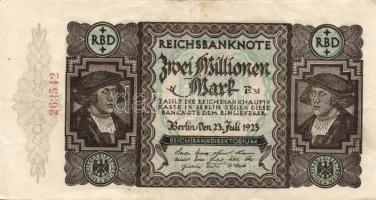 RBD
REICHSBANKNOTE
RBD
Zwei Millionen
Mark
ZAHLT DIE REICHSBANKHAUPT
KASSE IN BERLIN GEGEN DIESE
BANKNOTE DEM EINLIEFERER
Berlin, den 23. Juli 1923
REICHSBANKDIREKTORIUM